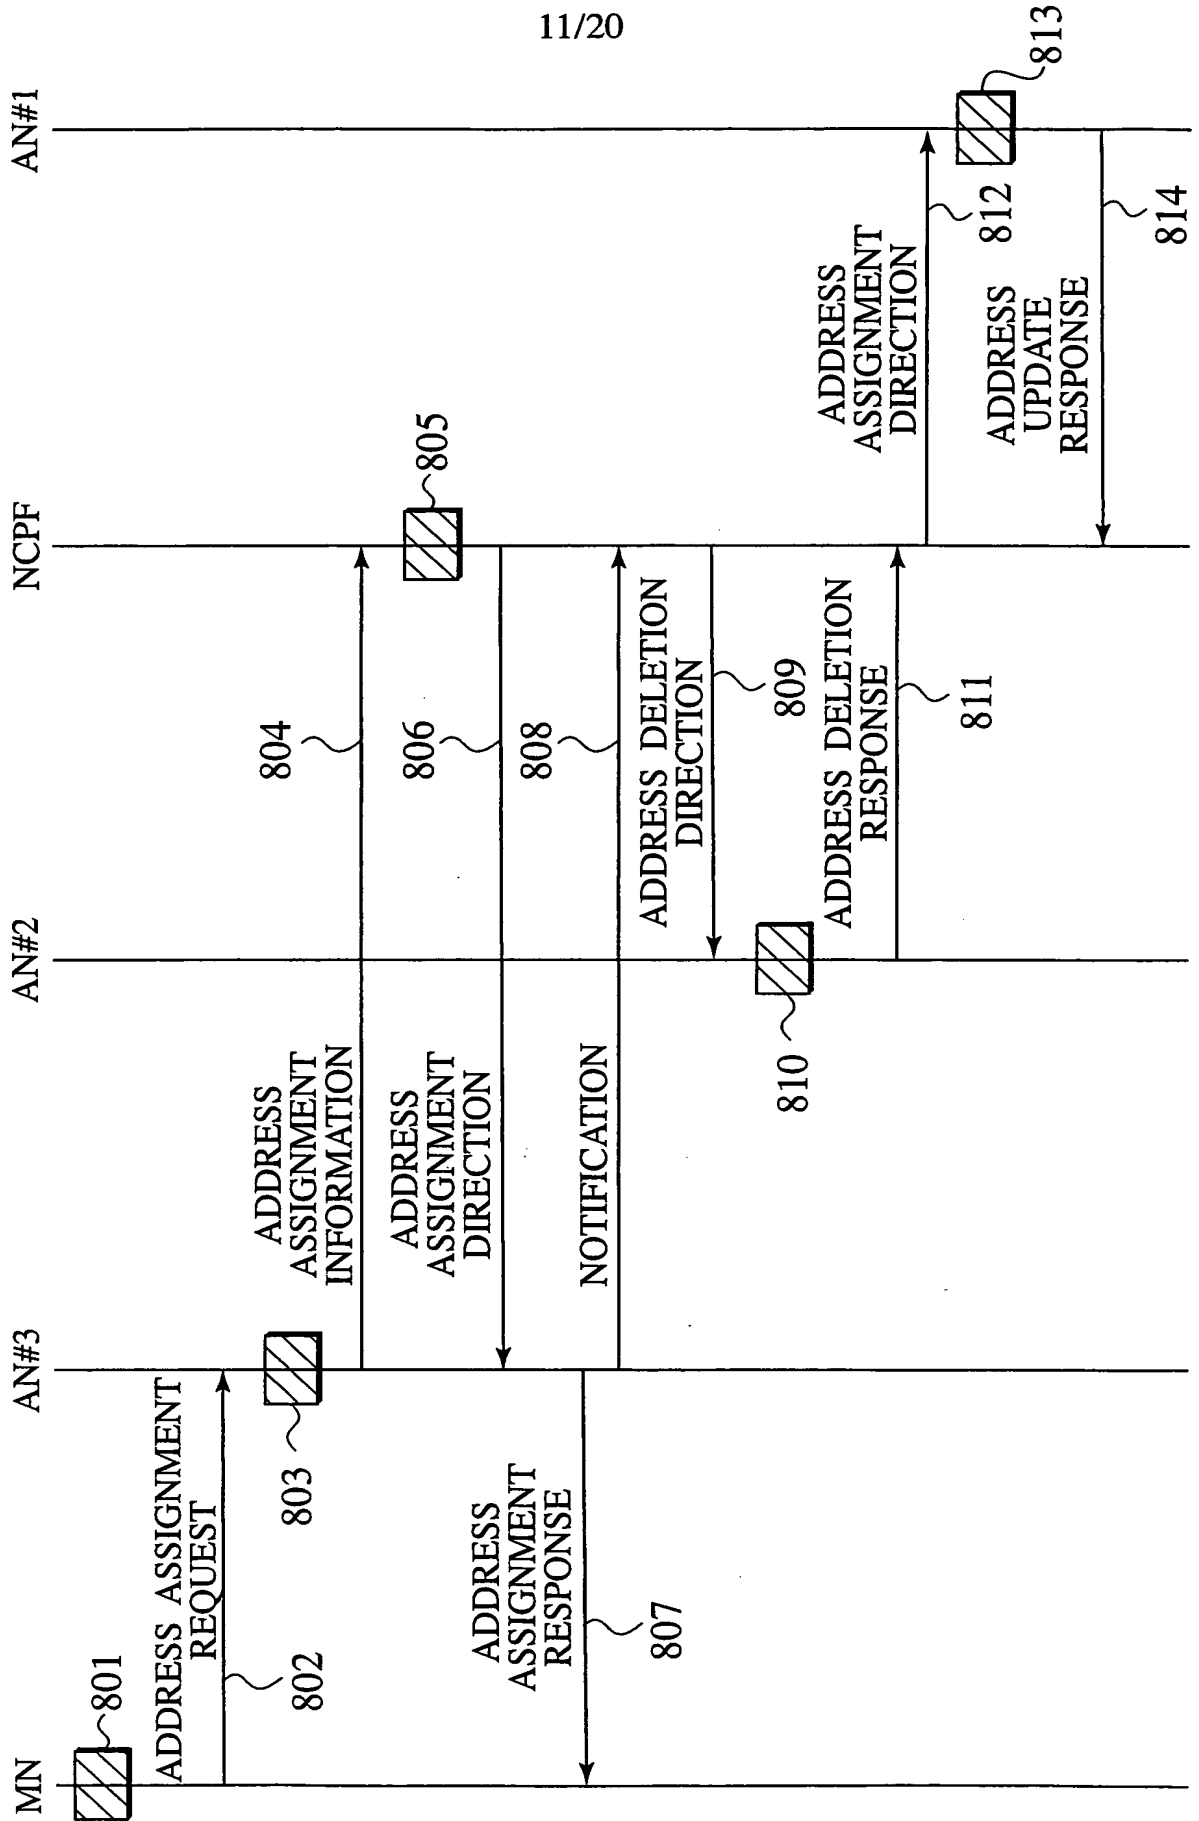 11/20
MN
AN#3
AN#2
NCPF
AN#1
801
ADDRESS ASSIGNMENT
REQUEST
802
803
ADDRESS
ASSIGNMENT
INFORMATION
804
805
ADDRESS
ASSIGNMENT
DIRECTION
806
ADDRESS
ASSIGNMENT
RESPONSE
807
NOTIFICATION
808
ADDRESS DELETION
DIRECTION
809
810
ADDRESS DELETION
RESPONSE
811
ADDRESS
ASSIGNMENT
DIRECTION
812
813
ADDRESS
UPDATE
RESPONSE
814